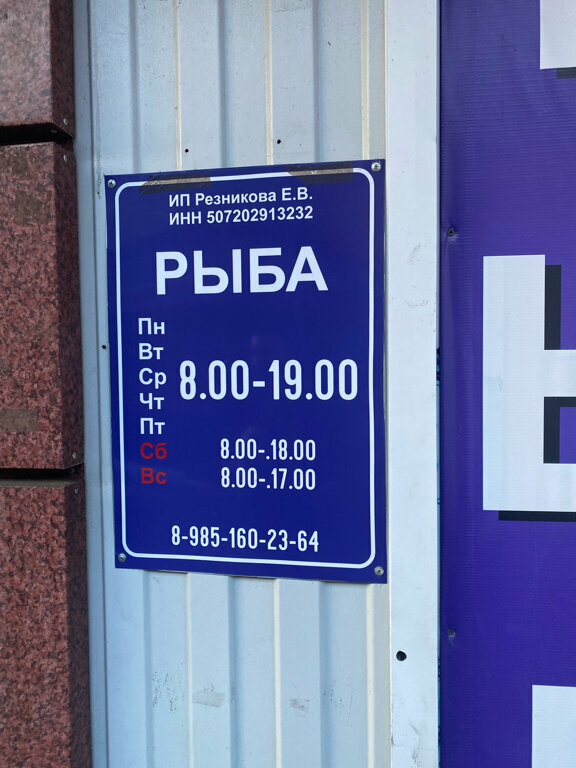 ИП Резникова Е.В.
ИНН 507202913232
РЫБА
Пн
Вт
Ср 8.00-19.00
Чт
Пт
Сб 8.00-.18.00
Вс 8.00-.17.00
8-985-160-23-64